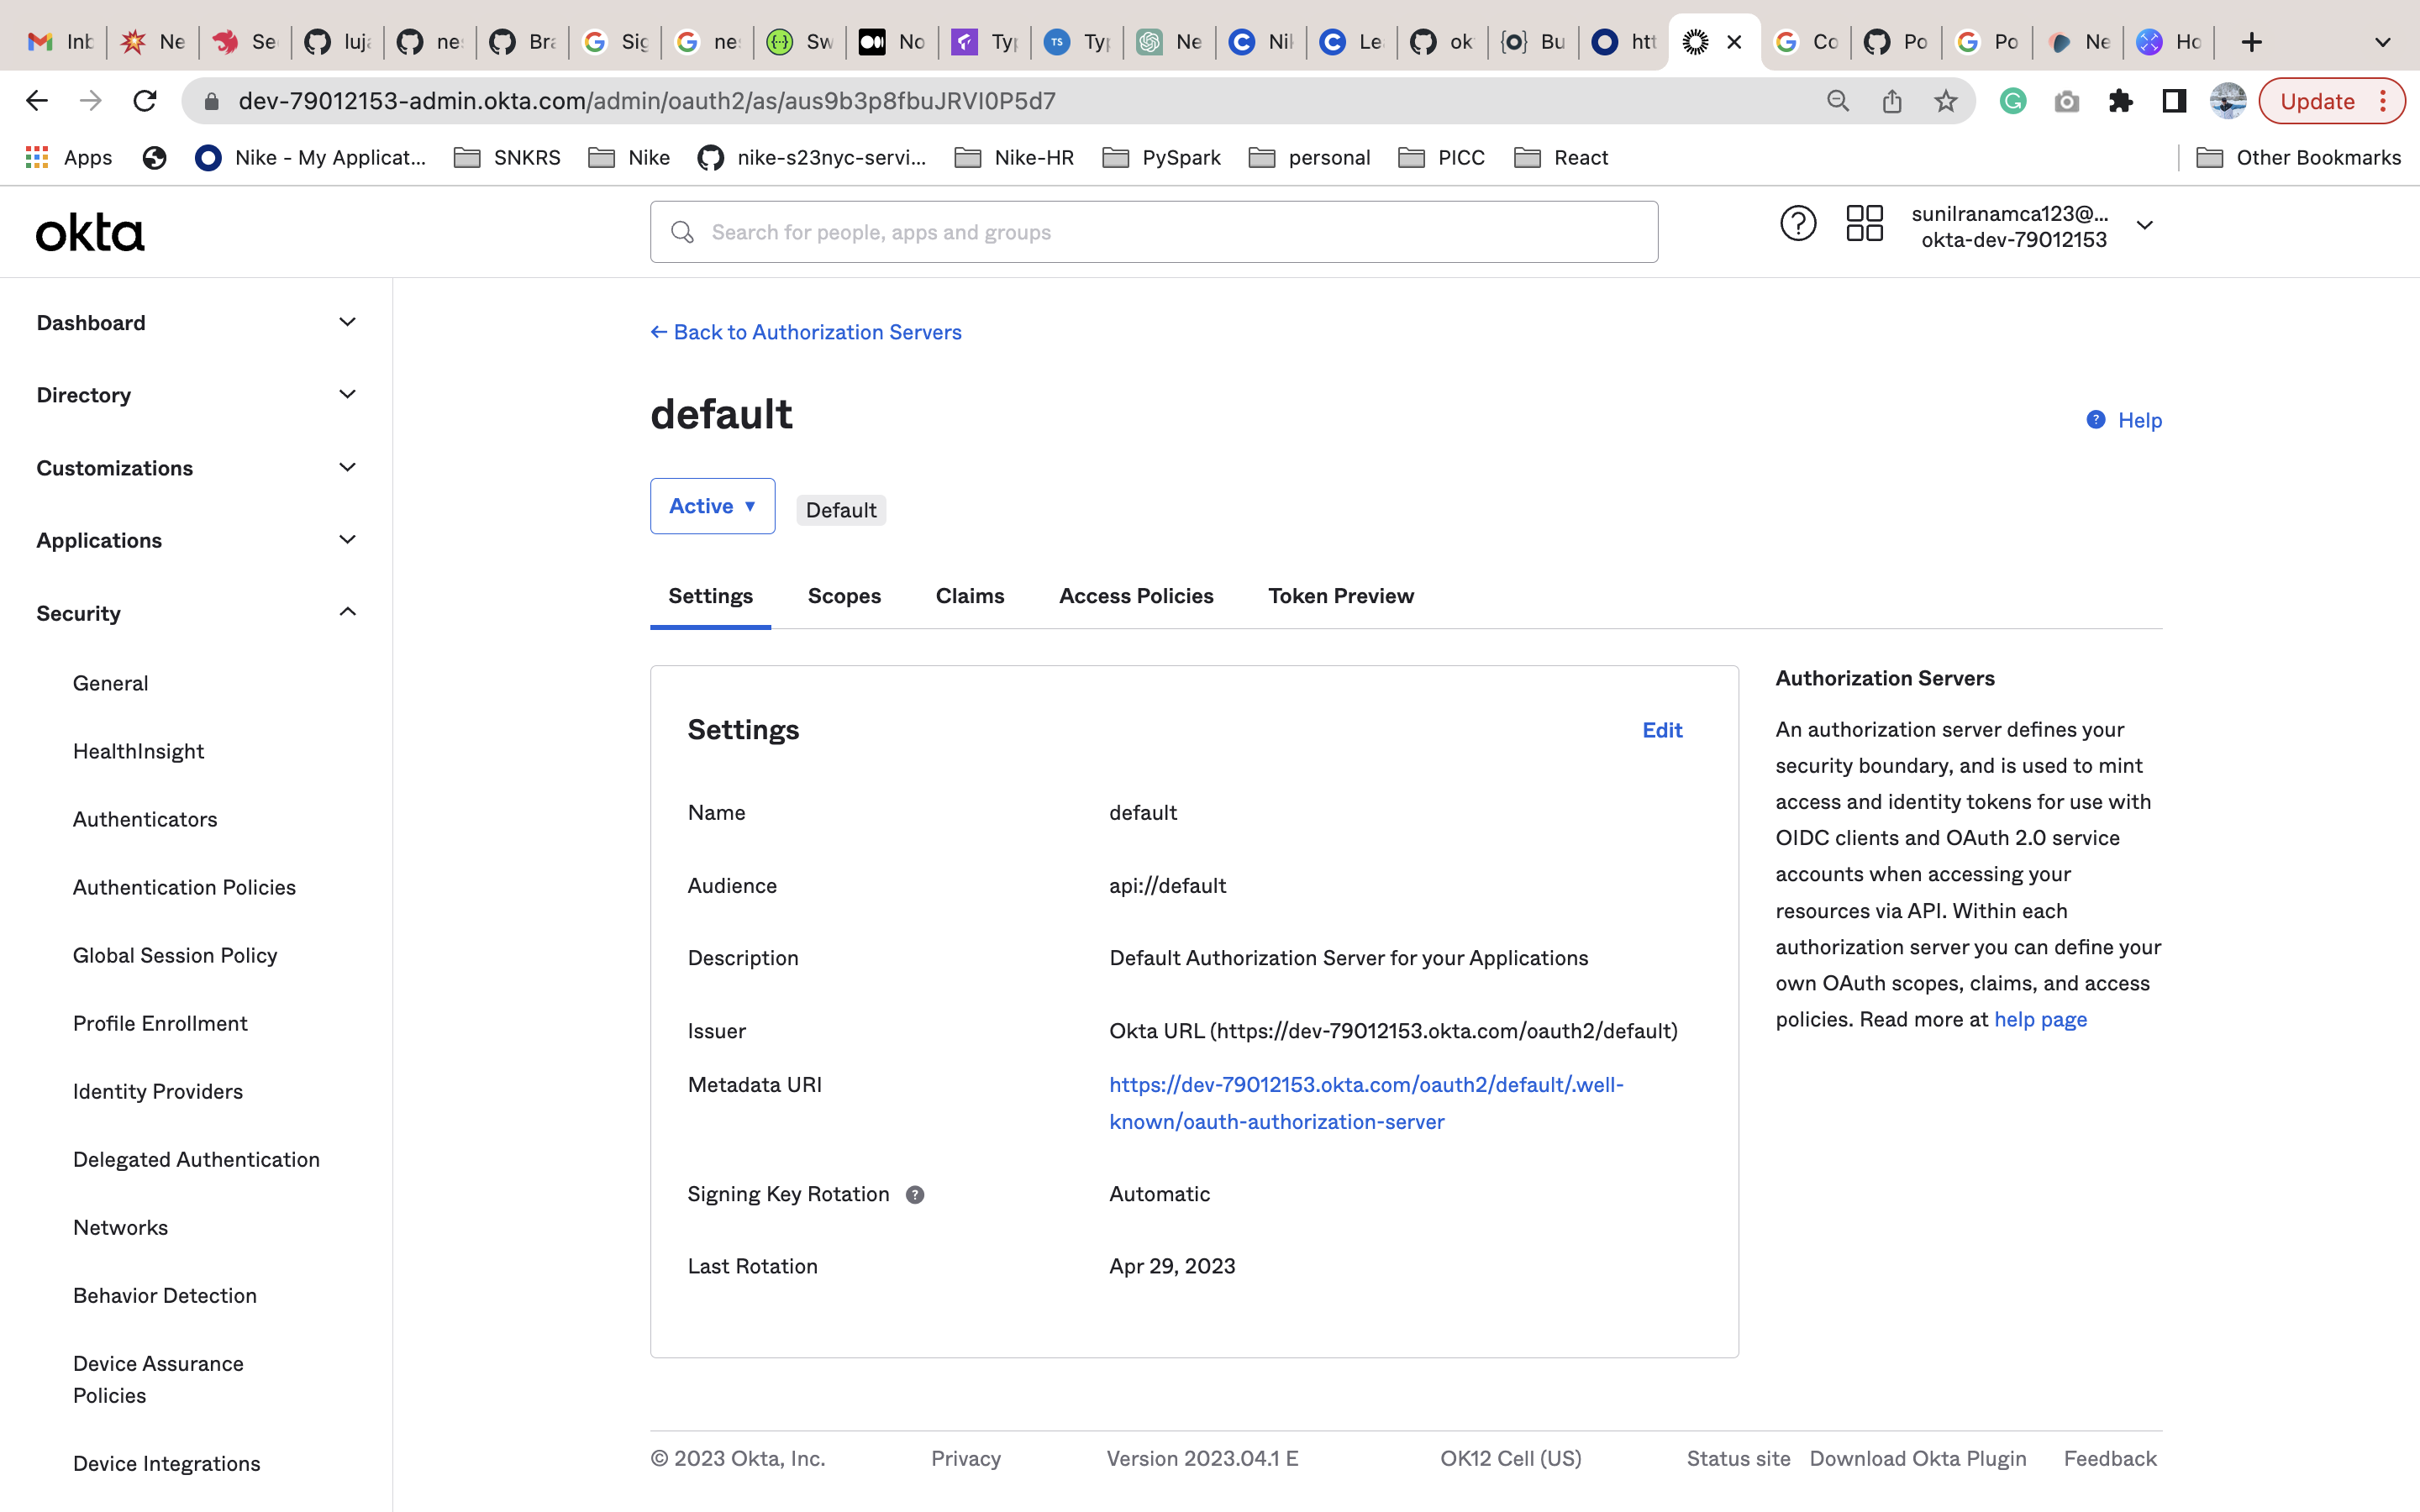 Inb
Ne
Se
luja
ne
Bra
Sig
ne
Sw
No
Typ
TS
Typ
Ne
Nil
Le
ok
Bu
htt
Co
Po
Po
Ne
Ho
dev-79012153-admin.okta.com/admin/oauth2/as/aus9b3p8fbuJRVI0P5d7
Update
Apps
Nike - My Applicat...
SNKRS
Nike
nike-s23nyc-servi...
Nike-HR
PySpark
personal
PICC
React
Other Bookmarks
okta
Search for people, apps and groups
sunilranamca123@...
okta-dev-79012153
Dashboard
Directory
Customizations
Applications
Security
General
HealthInsight
Authenticators
Authentication Policies
Global Session Policy
Profile Enrollment
Identity Providers
Delegated Authentication
Networks
Behavior Detection
Device Assurance
Policies
Device Integrations
← Back to Authorization Servers
default
Help
Active ▼
Default
Settings
Scopes
Claims
Access Policies
Token Preview
Settings
Edit
Name
default
Audience
api://default
Description
Default Authorization Server for your Applications
Issuer
Okta URL (https://dev-79012153.okta.com/oauth2/default)
Metadata URI
https://dev-79012153.okta.com/oauth2/default/.well-
known/oauth-authorization-server
Signing Key Rotation
Automatic
Last Rotation
Apr 29, 2023
Authorization Servers
An authorization server defines your
security boundary, and is used to mint
access and identity tokens for use with
OIDC clients and OAuth 2.0 service
accounts when accessing your
resources via API. Within each
authorization server you can define your
own OAuth scopes, claims, and access
policies. Read more at help page
© 2023 Okta, Inc.
Privacy
Version 2023.04.1 E
OK12 Cell (US)
Status site
Download Okta Plugin
Feedback